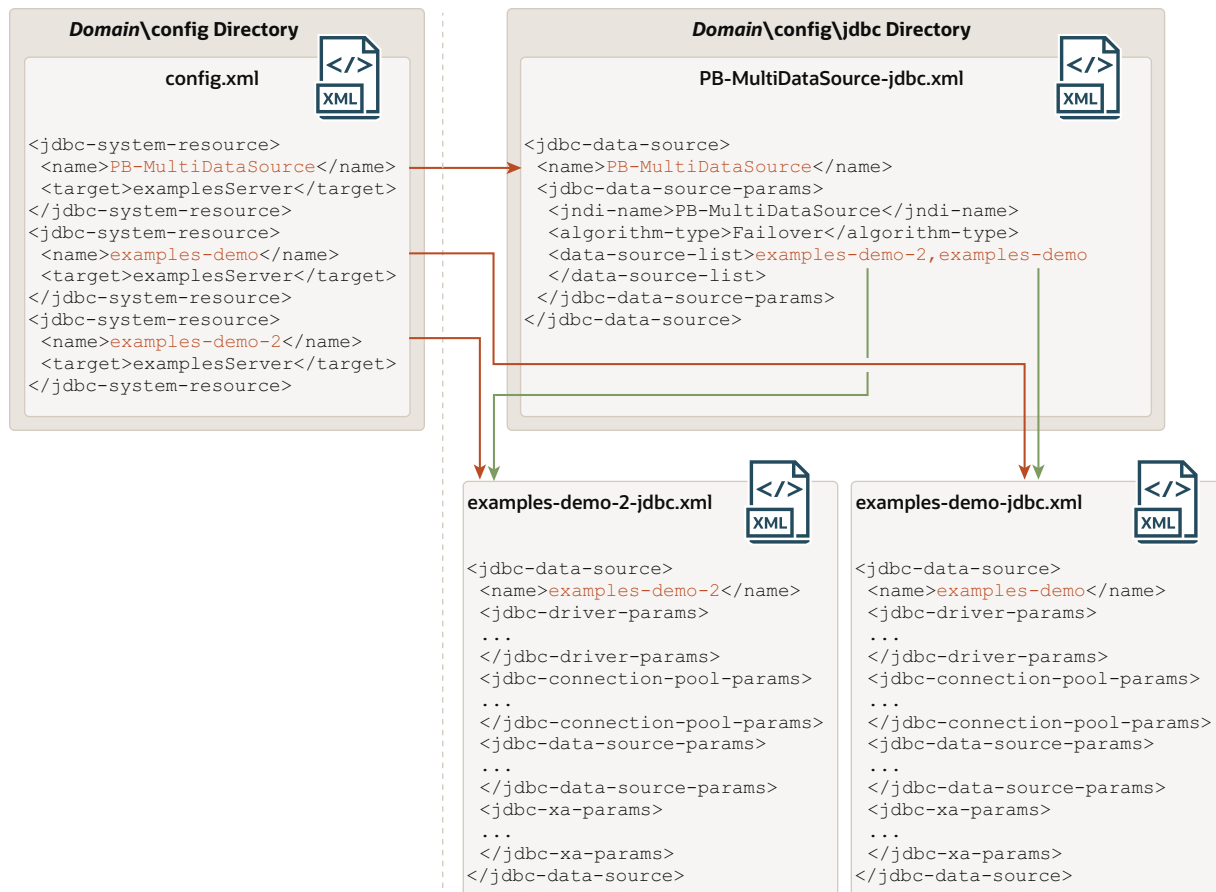 Domain\config Directory
config.xml
</>
XML
<jdbc-system-resource>
<name>PB-MultiDataSource</name>
<target>examplesServer</target>
</jdbc-system-resource>
<jdbc-system-resource>
<name>examples-demo</name>
<target>examplesServer</target>
</jdbc-system-resource>
<jdbc-system-resource>
<name>examples-demo-2</name>
<target>examplesServer</target>
</jdbc-system-resource>
Domain\config\jdbc Directory
PB-MultiDataSource-jdbc.xml
</>
XML
<jdbc-data-source>
<name>PB-MultiDataSource</name>
<jdbc-data-source-params>
<jndi-name>PB-MultiDataSource</jndi-name>
<algorithm-type>Failover</algorithm-type>
<data-source-list>examples-demo-2,examples-demo
</data-source-list>
</jdbc-data-source-params>
</jdbc-data-source>
examples-demo-2-jdbc.xml
</>
XML
<jdbc-data-source>
<name>examples-demo-2</name>
<jdbc-driver-params>
...
</jdbc-driver-params>
<jdbc-connection-pool-params>
...
</jdbc-connection-pool-params>
<jdbc-data-source-params>
...
</jdbc-data-source-params>
<jdbc-xa-params>
...
</jdbc-xa-params>
</jdbc-data-source>
examples-demo-jdbc.xml
</>
XML
<jdbc-data-source>
<name>examples-demo</name>
<jdbc-driver-params>
...
</jdbc-driver-params>
<jdbc-connection-pool-params>
...
</jdbc-connection-pool-params>
<jdbc-data-source-params>
...
</jdbc-data-source-params>
<jdbc-xa-params>
...
</jdbc-xa-params>
</jdbc-data-source>